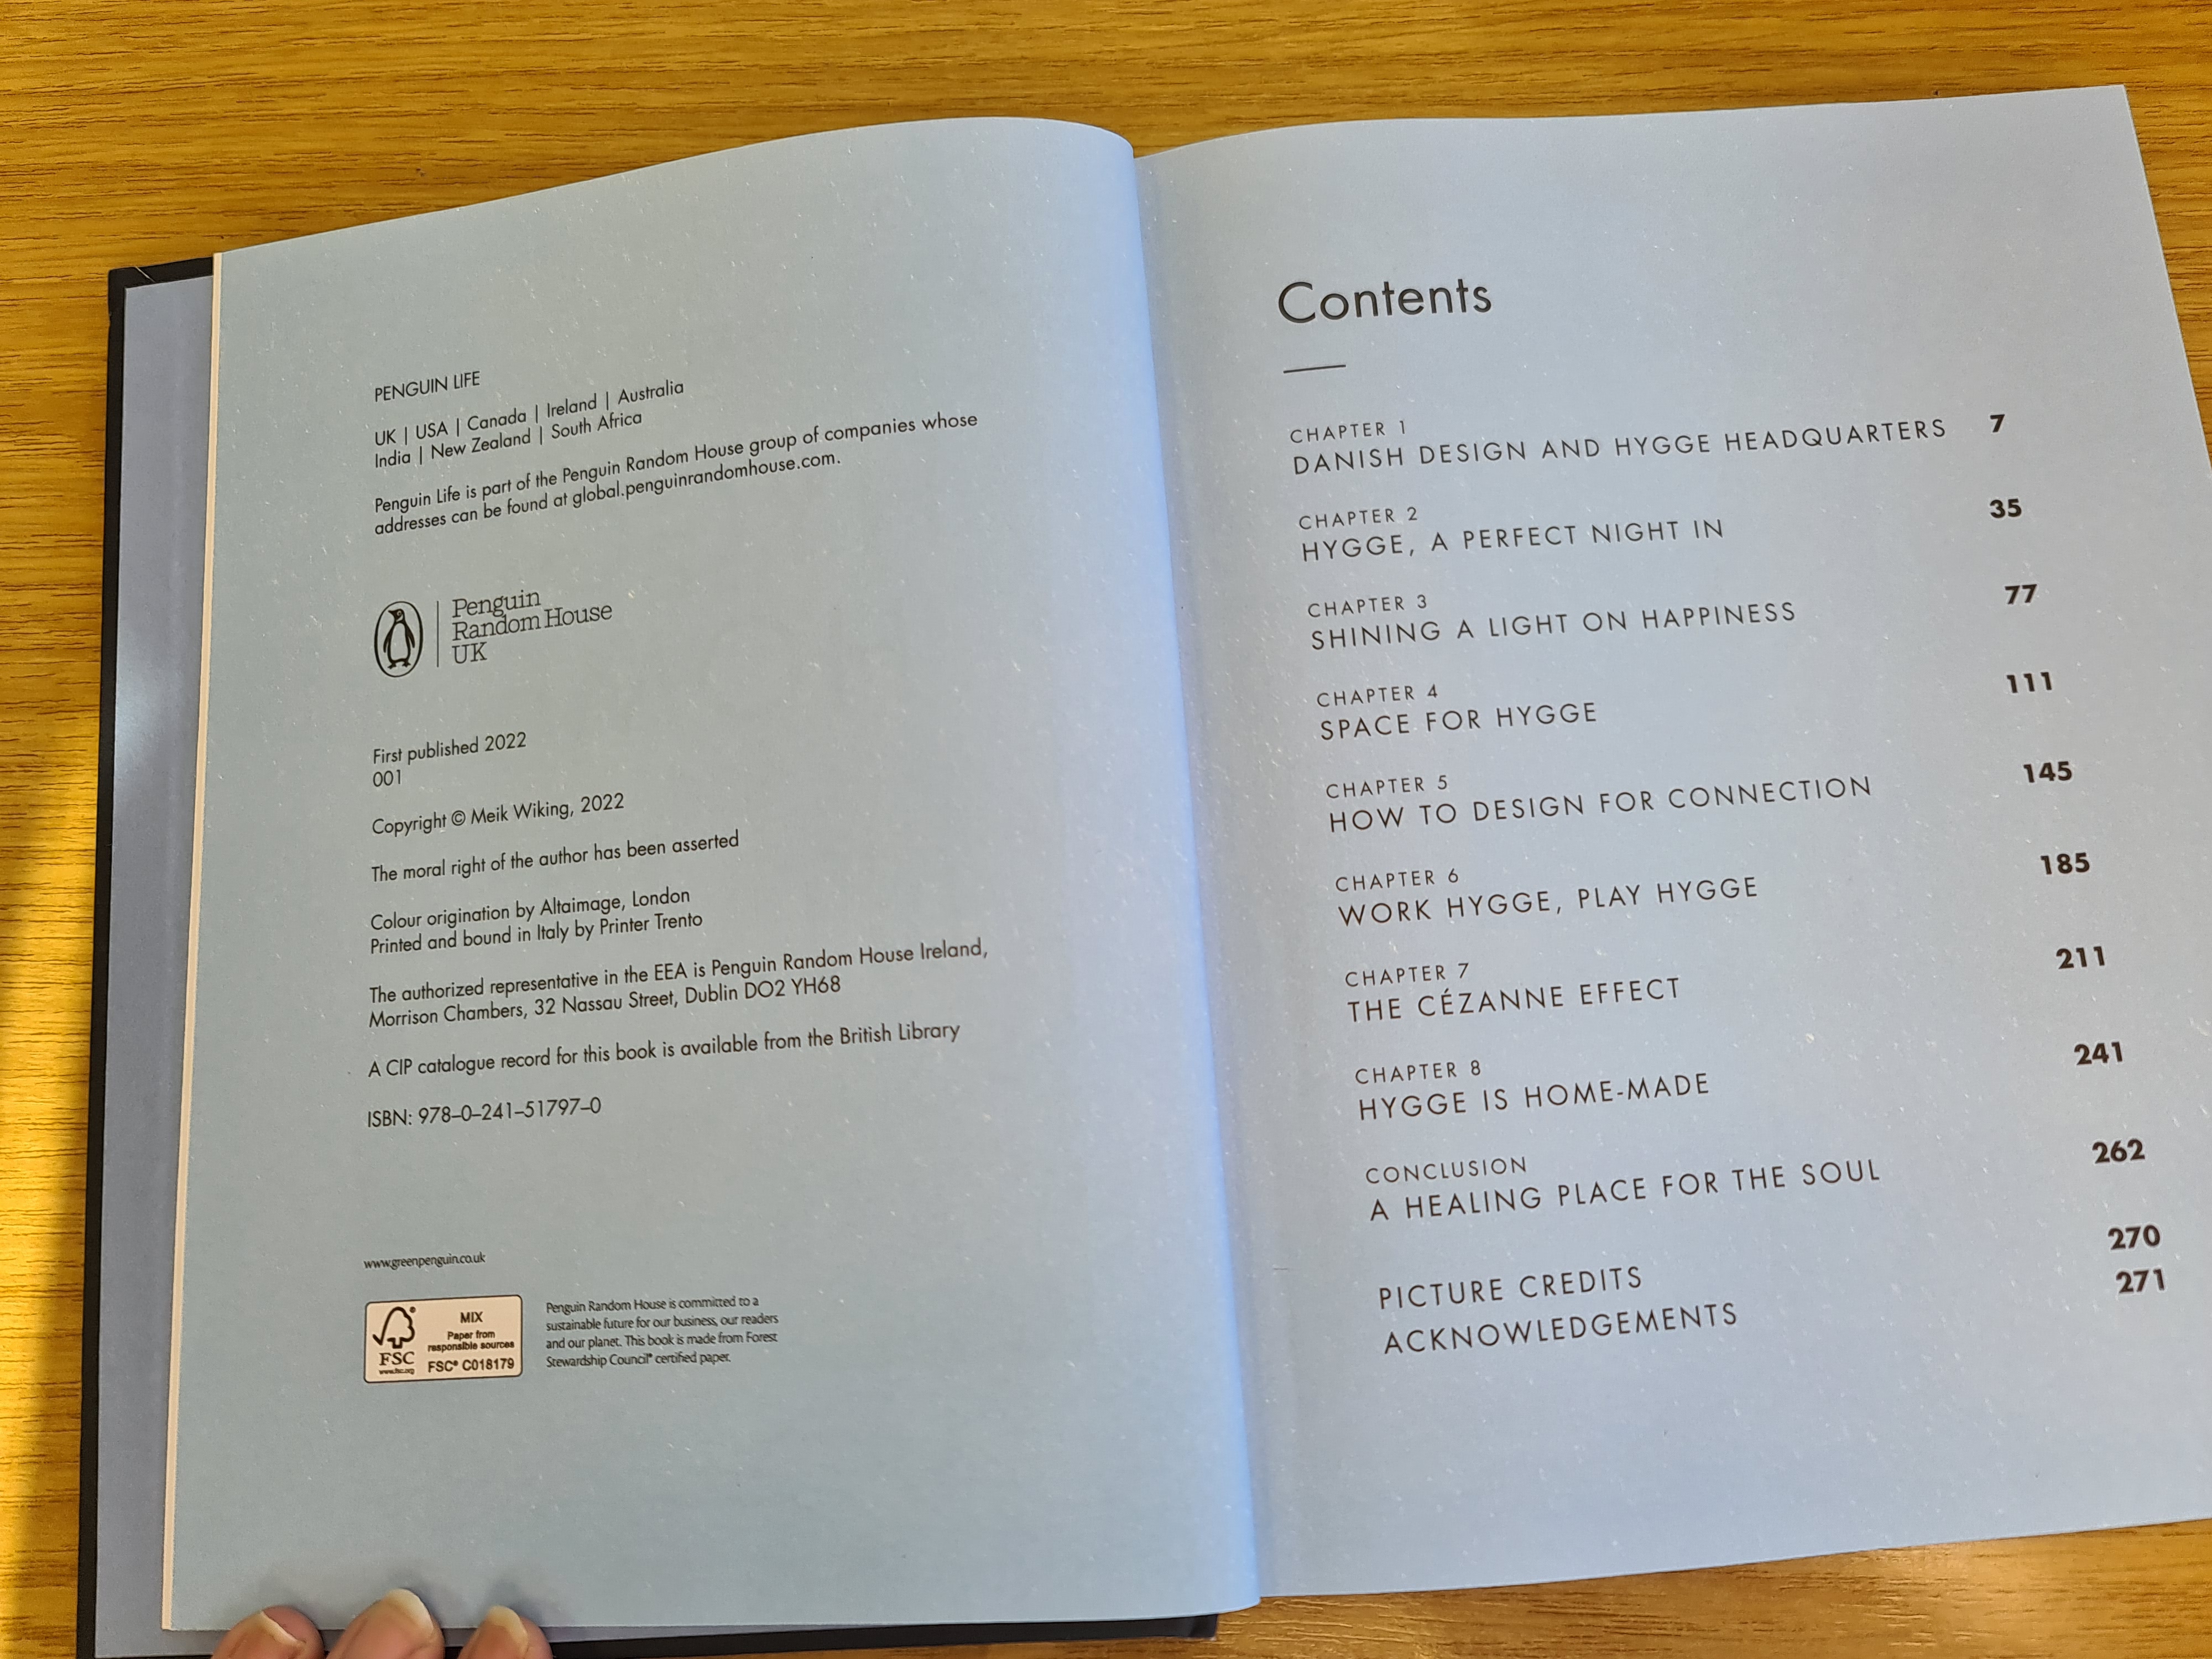 PENGUIN LIFE
UK | USA | Canada | Ireland | Australia
India | New Zealand | South Africa
Penguin Life is part of the Penguin Random House group of companies whose
addresses can be found at global.penguinrandomhouse.com.
Penguin
Random House
UK
First published 2022
001
Copyright © Meik Wiking, 2022
The moral right of the author has been asserted
Colour origination by Altaimage, London
Printed and bound in Italy by Printer Trento
The authorized representative in the EEA is Penguin Random House Ireland,
Morrison Chambers, 32 Nassau Street, Dublin DO2 YH68
A CIP catalogue record for this book is available from the British Library
ISBN: 978–0–241–51797–0
www.greenpenguin.co.uk
FSC
www.fsc.org
MIX
Paper from
responsible sources
FSC® C018179
Penguin Random House is committed to a
sustainable future for our business, our readers
and our planet. This book is made from Forest
Stewardship Council® certified paper.
Contents
CHAPTER 1
DANISH DESIGN AND HYGGE HEADQUARTERS 7
CHAPTER 2
HYGGE, A PERFECT NIGHT IN 35
CHAPTER 3
SHINING A LIGHT ON HAPPINESS 77
CHAPTER 4
SPACE FOR HYGGE 111
CHAPTER 5
HOW TO DESIGN FOR CONNECTION 145
CHAPTER 6
WORK HYGGE, PLAY HYGGE 185
CHAPTER 7
THE CÉZANNE EFFECT 211
CHAPTER 8
HYGGE IS HOME-MADE 241
CONCLUSION
A HEALING PLACE FOR THE SOUL 262
PICTURE CREDITS 270
ACKNOWLEDGEMENTS 271